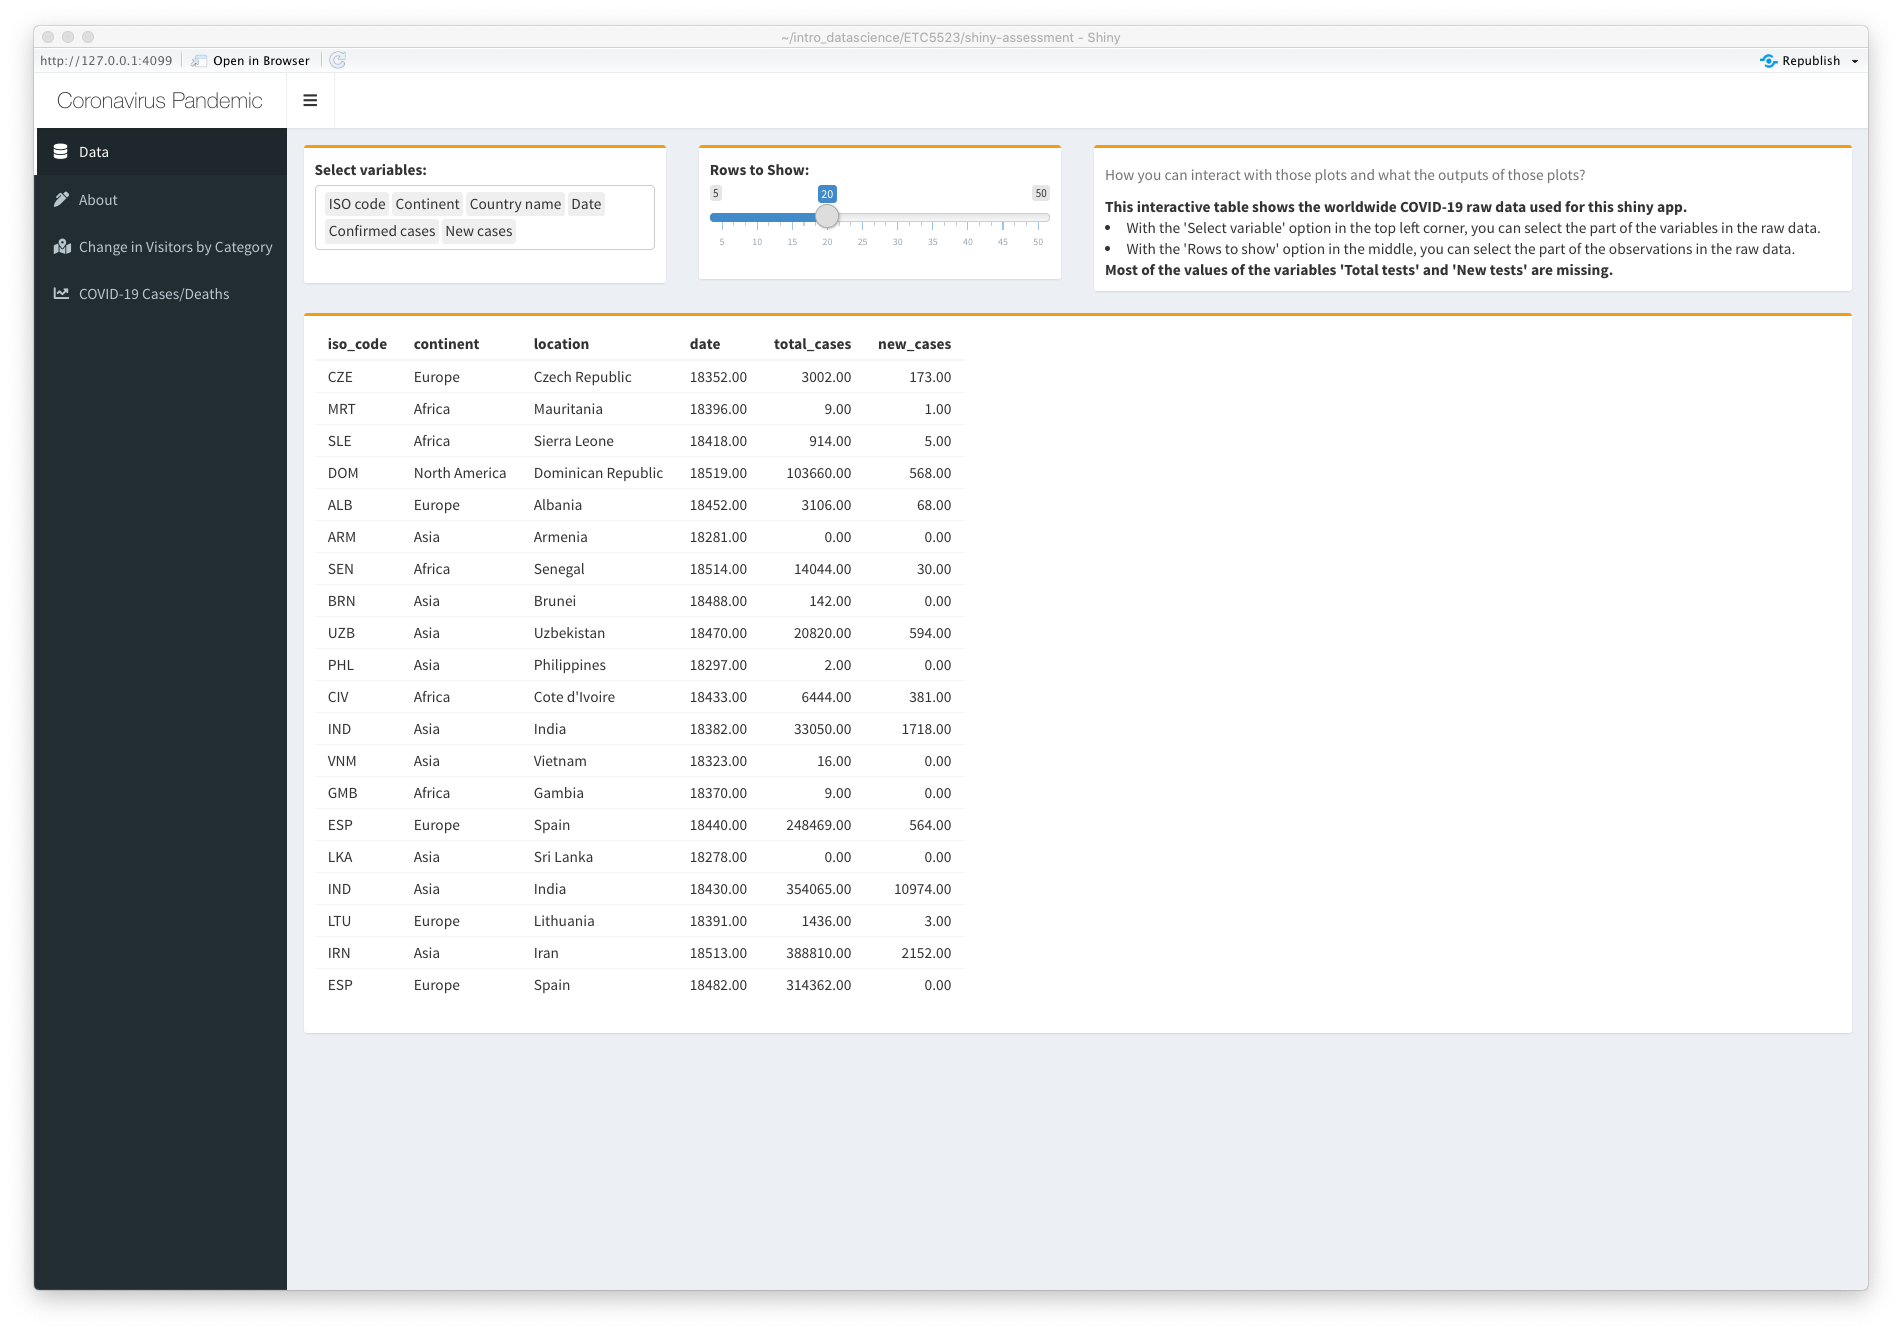 ~/intro_datascience/ETC5523/shiny-assessment - Shiny
http://127.0.0.1:4099 Open in Browser Republish
Coronavirus Pandemic
Data
About
Change in Visitors by Category
COVID-19 Cases/Deaths
Select variables:
ISO code Continent Country name Date
Confirmed cases New cases
Rows to Show:
5 20 50
5 10 15 20 25 30 35 40 45 50
How you can interact with those plots and what the outputs of those plots?
This interactive table shows the worldwide COVID-19 raw data used for this shiny app.
• With the 'Select variable' option in the top left corner, you can select the part of the variables in the raw data.
• With the 'Rows to show' option in the middle, you can select the part of the observations in the raw data.
Most of the values of the variables 'Total tests' and 'New tests' are missing.
iso_code continent location date total_cases new_cases
CZE Europe Czech Republic 18352.00 3002.00 173.00
MRT Africa Mauritania 18396.00 9.00 1.00
SLE Africa Sierra Leone 18418.00 914.00 5.00
DOM North America Dominican Republic 18519.00 103660.00 568.00
ALB Europe Albania 18452.00 3106.00 68.00
ARM Asia Armenia 18281.00 0.00 0.00
SEN Africa Senegal 18514.00 14044.00 30.00
BRN Asia Brunei 18488.00 142.00 0.00
UZB Asia Uzbekistan 18470.00 20820.00 594.00
PHL Asia Philippines 18297.00 2.00 0.00
CIV Africa Cote d'Ivoire 18433.00 6444.00 381.00
IND Asia India 18382.00 33050.00 1718.00
VNM Asia Vietnam 18323.00 16.00 0.00
GMB Africa Gambia 18370.00 9.00 0.00
ESP Europe Spain 18440.00 248469.00 564.00
LKA Asia Sri Lanka 18278.00 0.00 0.00
IND Asia India 18430.00 354065.00 10974.00
LTU Europe Lithuania 18391.00 1436.00 3.00
IRN Asia Iran 18513.00 388810.00 2152.00
ESP Europe Spain 18482.00 314362.00 0.00